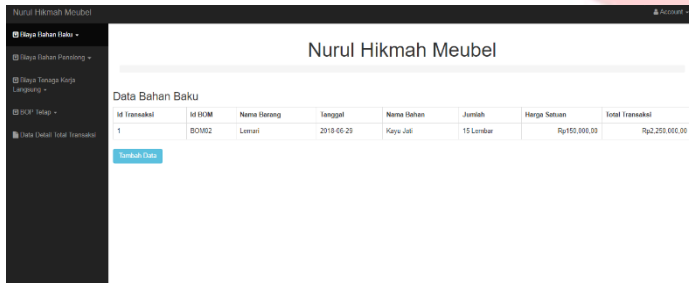 Nurul Hikmah Meubel
Account
Biaya Bahan Baku
Biaya Bahan Penolong
Biaya Tenaga Kerja
Langsung
BOP Tetap
Data Detail Total Transaksi
Nurul Hikmah Meubel
Data Bahan Baku
Id Transaksi Id BOM Nama Barang Tanggal Nama Bahan Jumlah Harga Satuan Total Transaksi
1 BOM02 Lemari 2018-06-29 Kayu Jati 15 Lembar Rp150,000,00 Rp2,250,000,00
Tambah Data